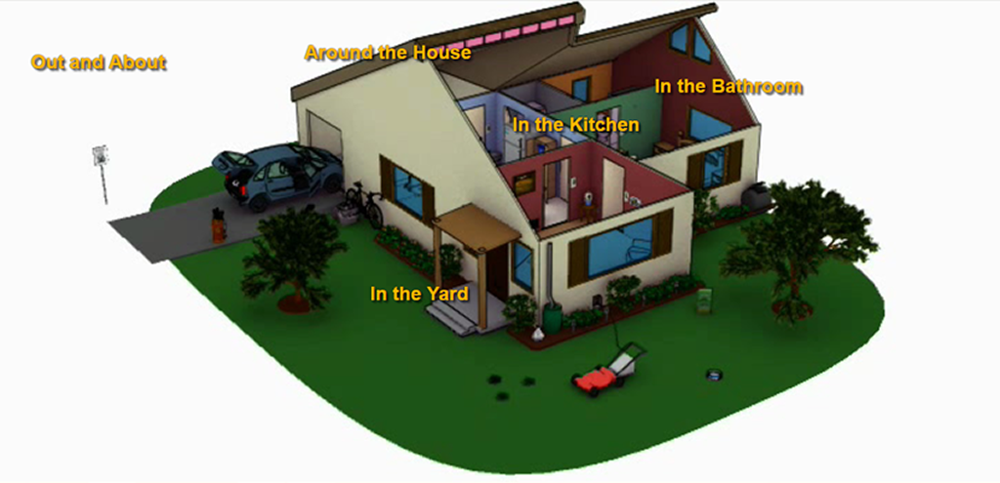 Out and About
Around the House
In the Bathroom
In the Kitchen
In the Yard